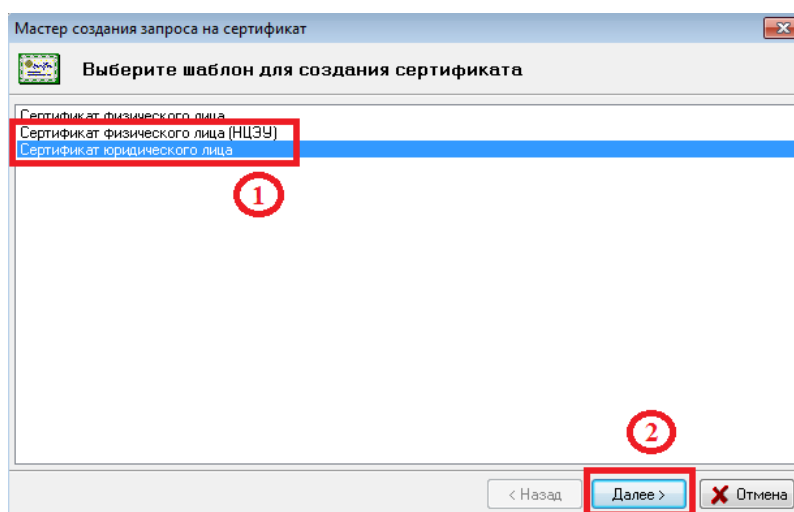 Мастер создания запроса на сертификат
Выберите шаблон для создания сертификата
Сертификат физического лица
Сертификат физического лица (НЦЭУ)
Сертификат юридического лица
1
2
< Назад Далее > Отмена